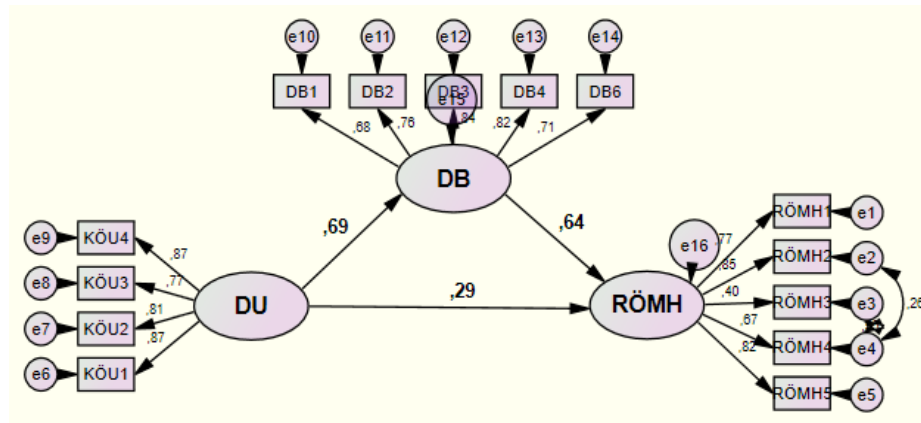 e10 e11 e12 e13 e14
DB1 DB2 DB3 DB4 DB6
e15
,68 ,76 ,84 ,82 ,71
DB
,69 ,64
e9 KÖU4 ,87
e8 KÖU3 ,77
e7 KÖU2 ,81
e6 KÖU1 ,87
DU
,29
RÖMH
e16
,77 RÖMH1 e1
,85 RÖMH2 e2
,40 RÖMH3 e3
,67 RÖMH4 e4
,82 RÖMH5 e5
,26